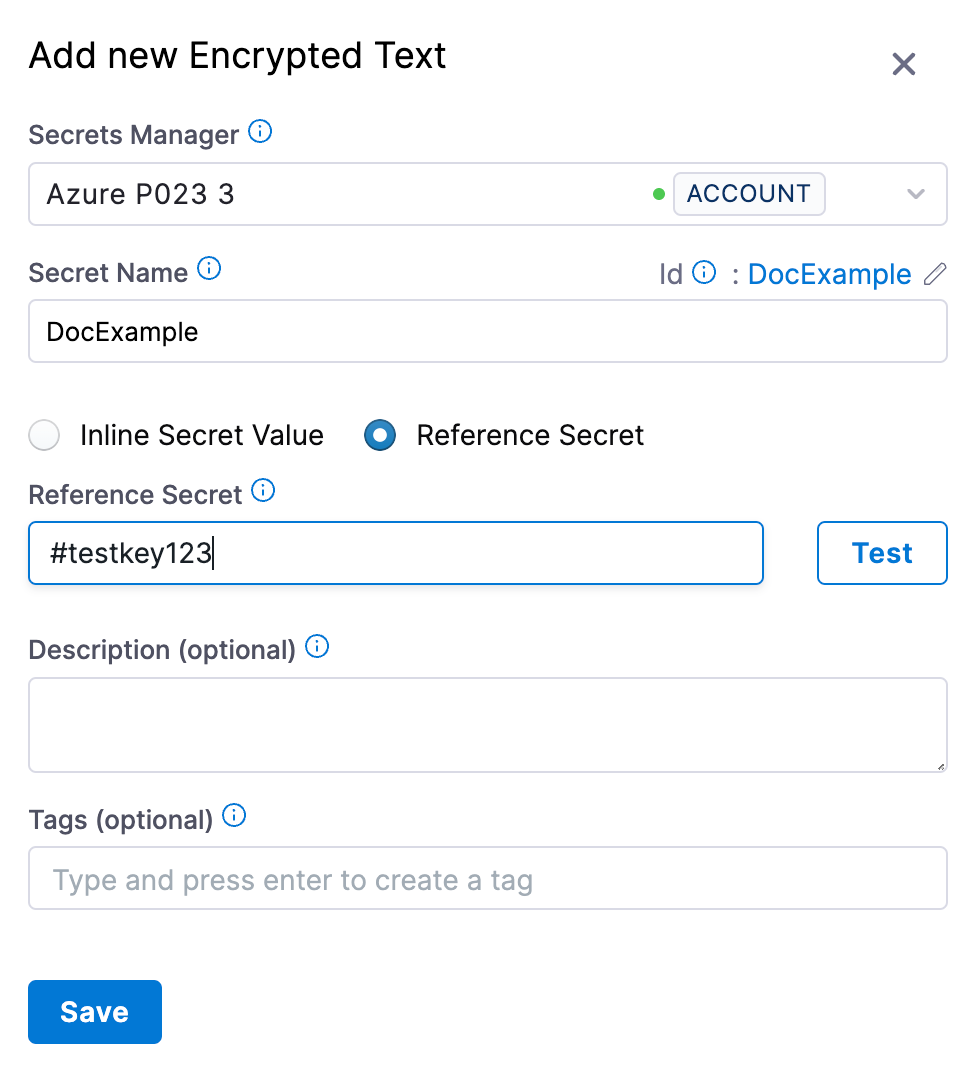 Add new Encrypted Text
Secrets Manager
Azure P023 3 ACCOUNT
Secret Name Id : DocExample
DocExample
Inline Secret Value Reference Secret
Reference Secret
#testkey123 Test
Description (optional)
Tags (optional)
Type and press enter to create a tag
Save